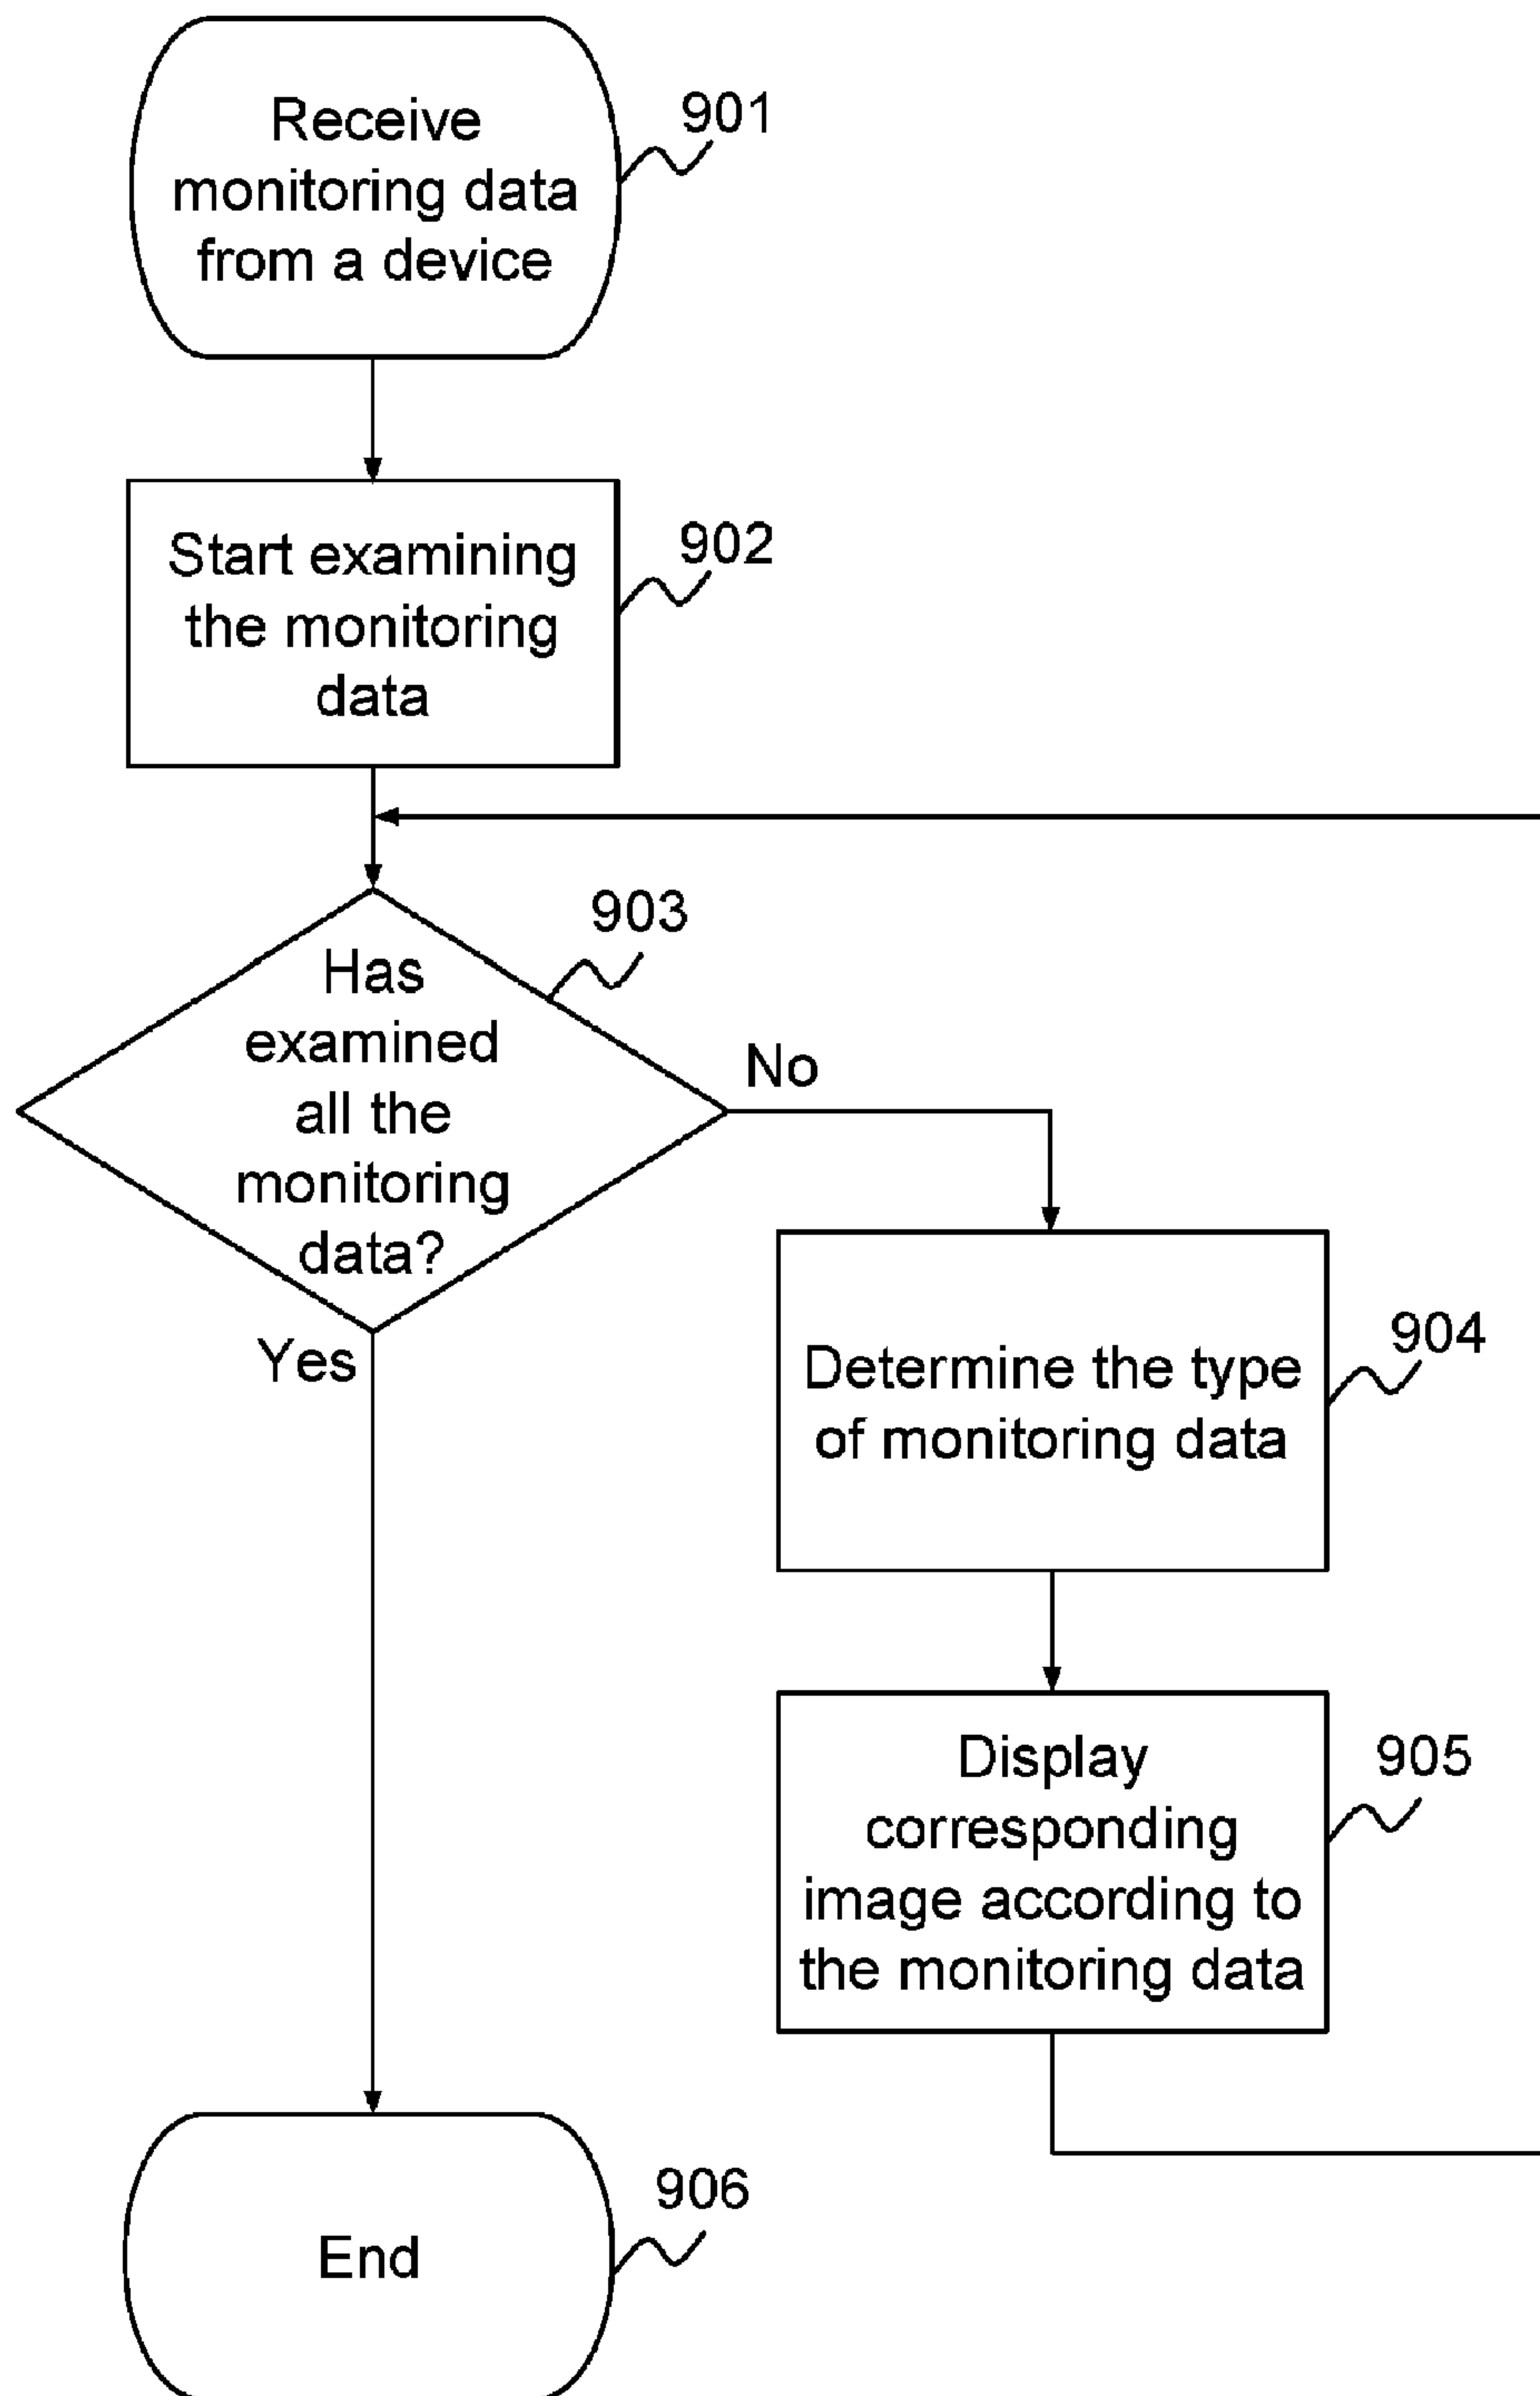 Receive
monitoring data
from a device
901
Start examining
the monitoring
data
902
Has
examined
all the
monitoring
data?
903
No
Yes
Determine the type
of monitoring data
904
Display
corresponding
image according to
the monitoring data
905
End
906